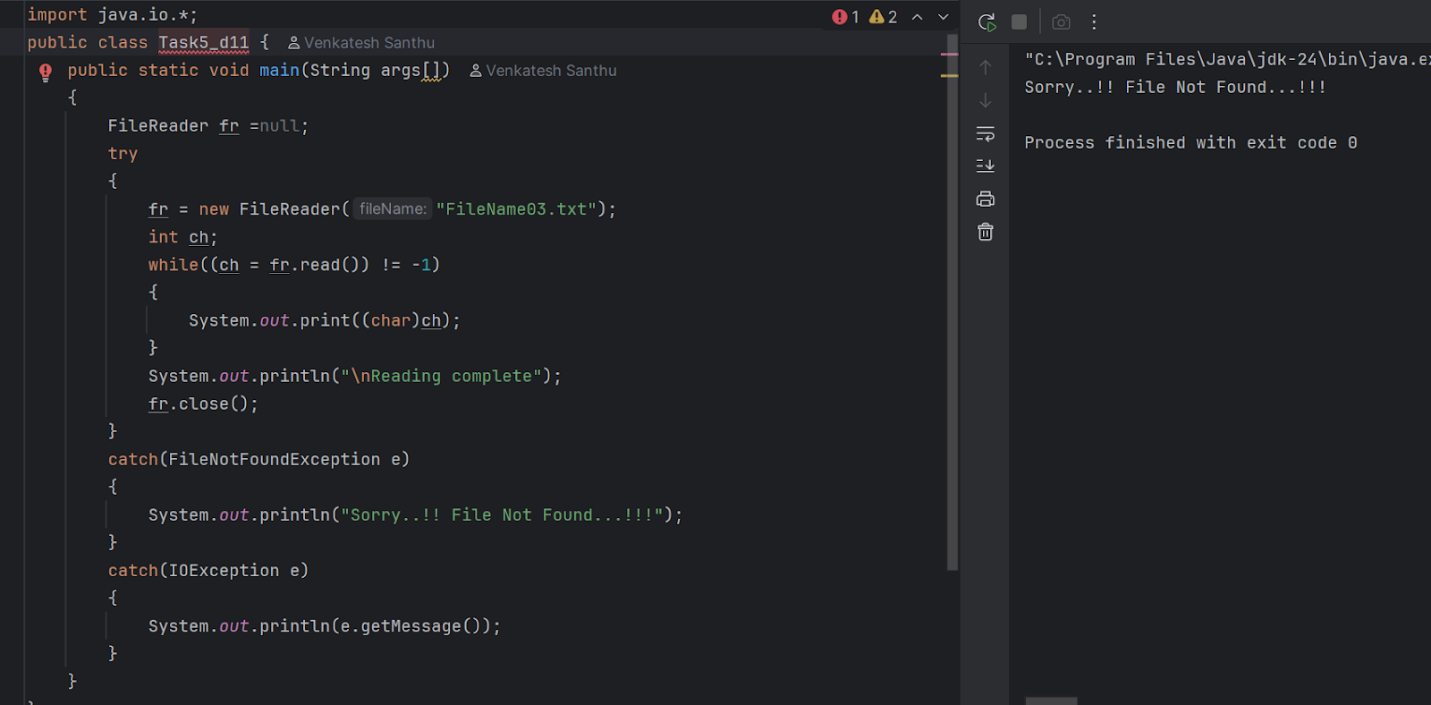 import java.io.*;
1 2
public class Task5_d11 { Venkatesh Santhu
public static void main(String args[]) Venkatesh Santhu
{
FileReader fr =null;
try
{
fr = new FileReader( fileName: "FileName03.txt");
int ch;
while((ch = fr.read()) != -1)
{
System.out.print((char)ch);
}
System.out.println("\nReading complete");
fr.close();
}
catch(FileNotFoundException e)
{
System.out.println("Sorry..!! File Not Found...!!!");
}
catch(IOException e)
{
System.out.println(e.getMessage());
}
}
"C:\Program Files\Java\jdk-24\bin\java.ex
Sorry..!! File Not Found...!!!
Process finished with exit code 0